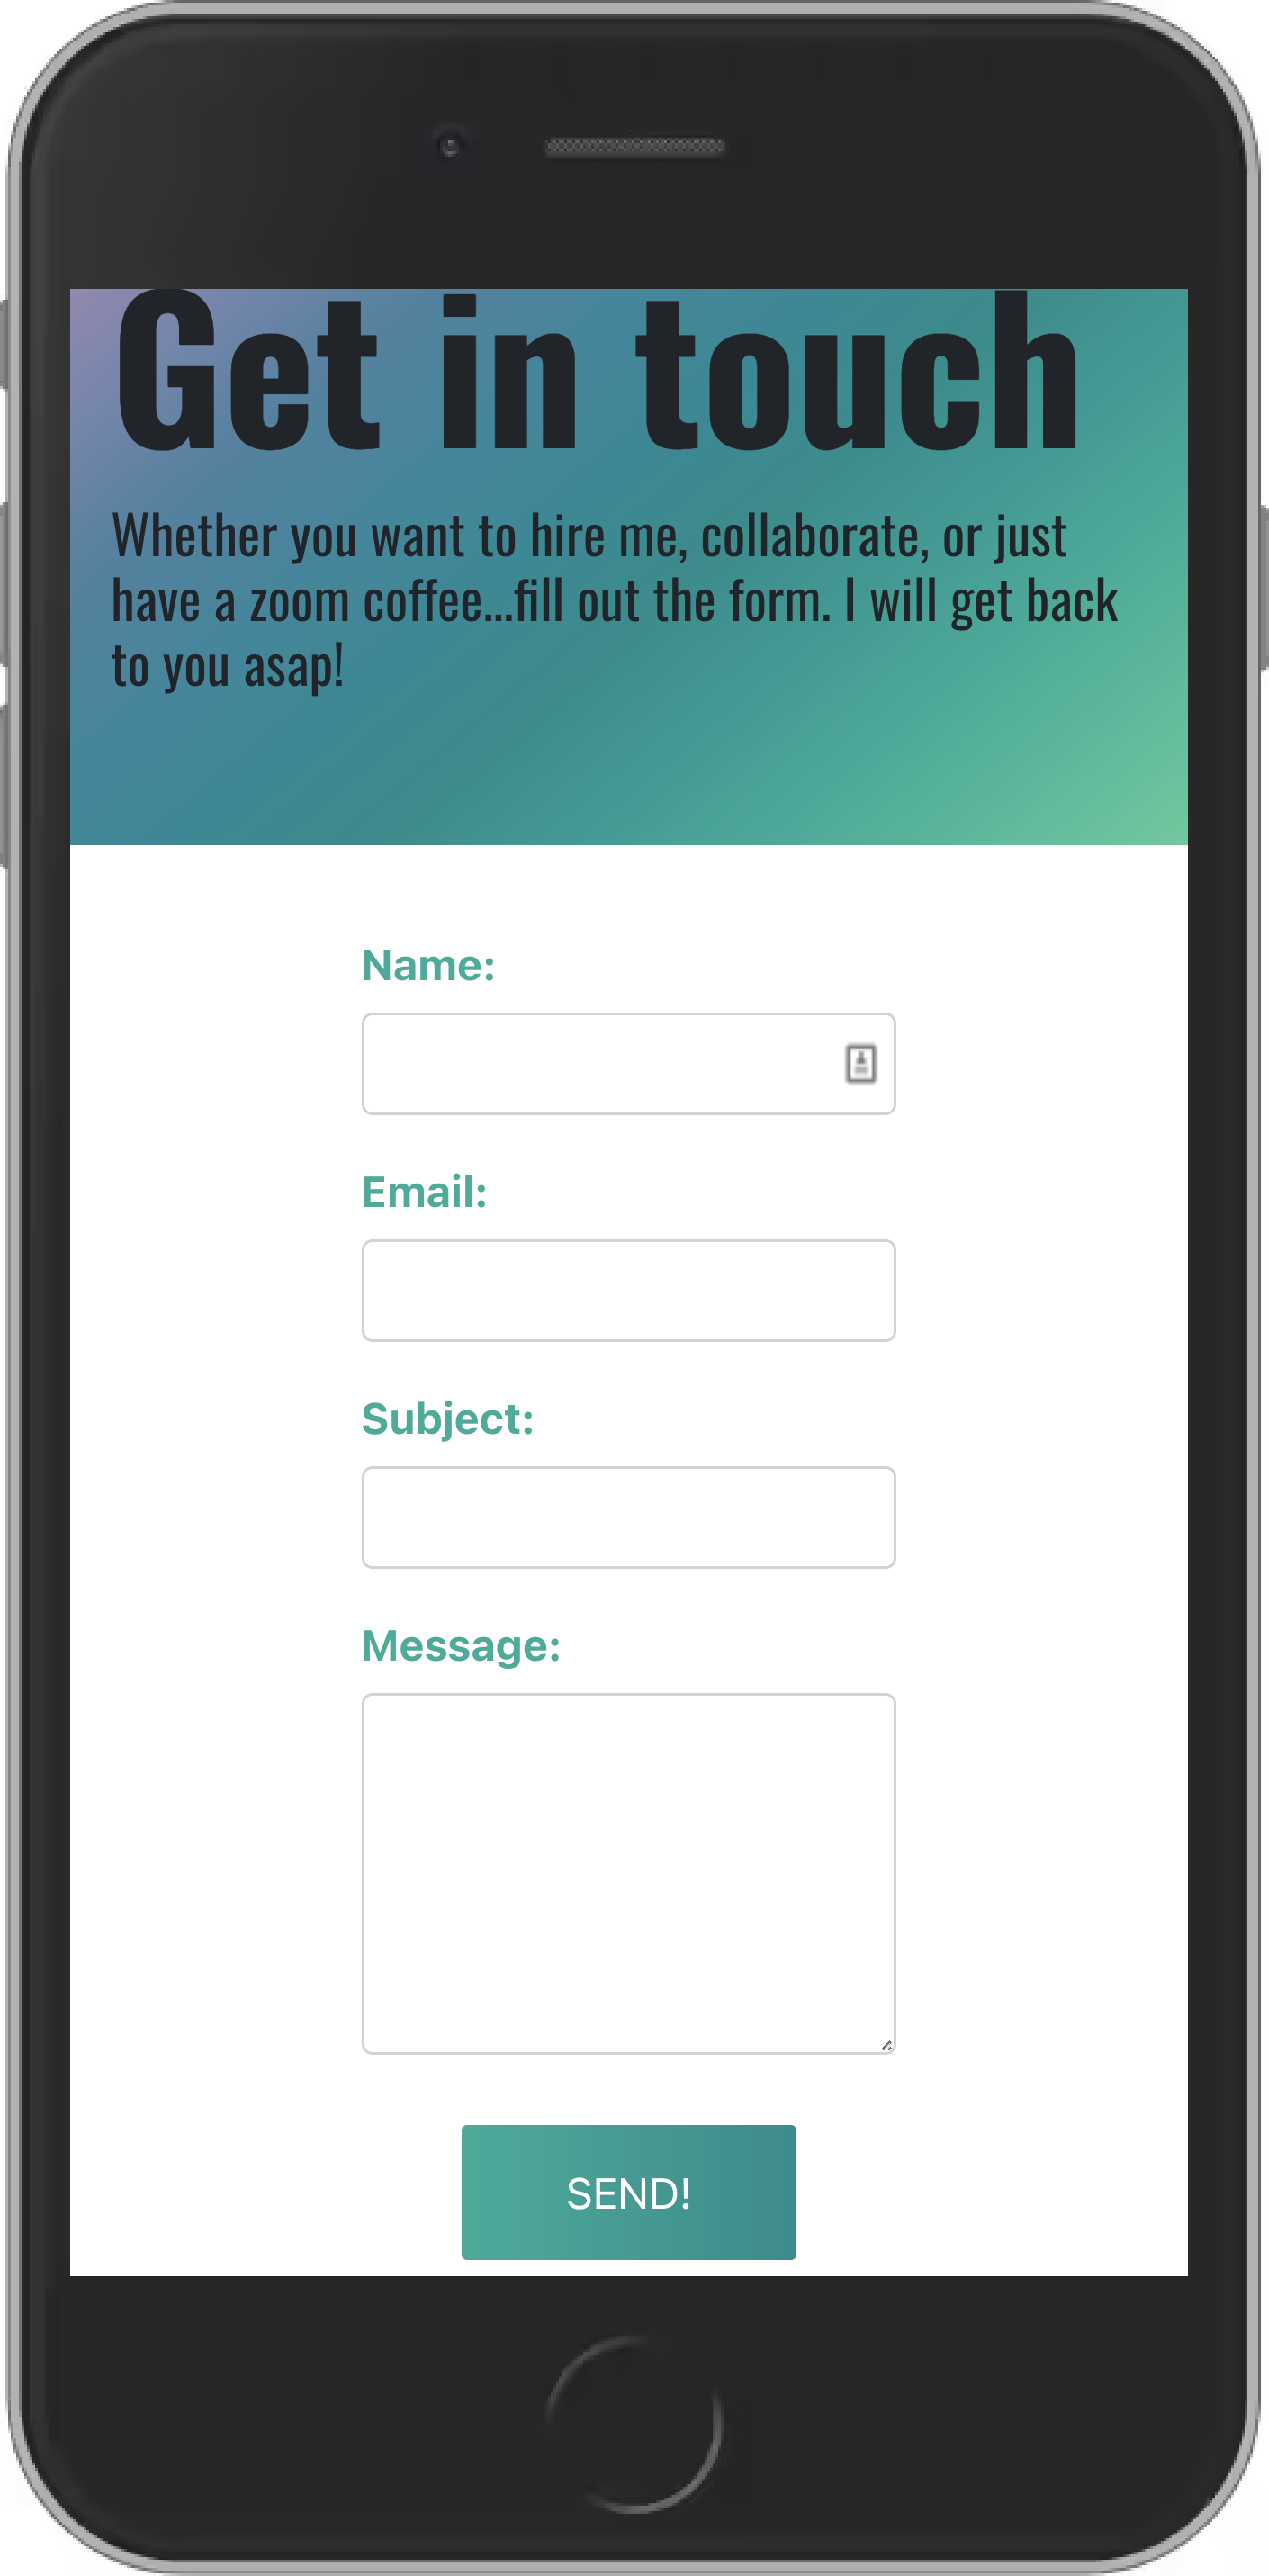 Get in touch
Whether you want to hire me, collaborate, or just
have a zoom coffee...fill out the form. I will get back
to you asap!
Name:
Email:
Subject:
Message:
SEND!